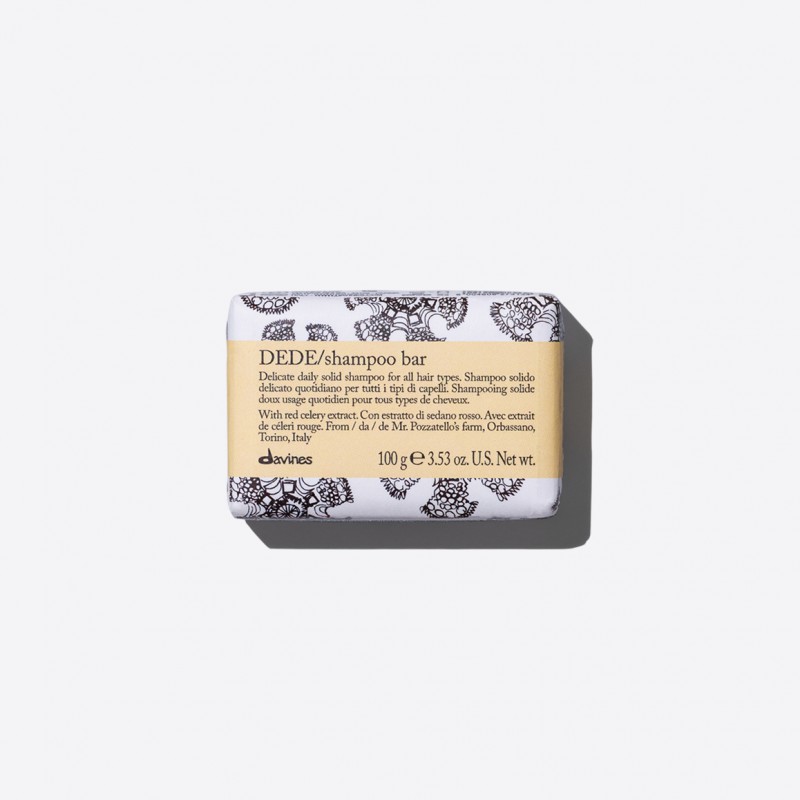 DEDE/shampoo bar
Delicate daily solid shampoo for all hair types. Shampoo solido
delicato quotidiano per tutti i tipi di capelli. Shampooing solide
doux usage quotidien pour tous types de cheveux.
With red celery extract. Con estratto di sedano rosso. Avec extrait
de céleri rouge. From / da / de Mr. Pozzatello's farm, Orbassano,
Torino, Italy
davines 100 g ℮ 3.53 oz. U.S. Net wt.